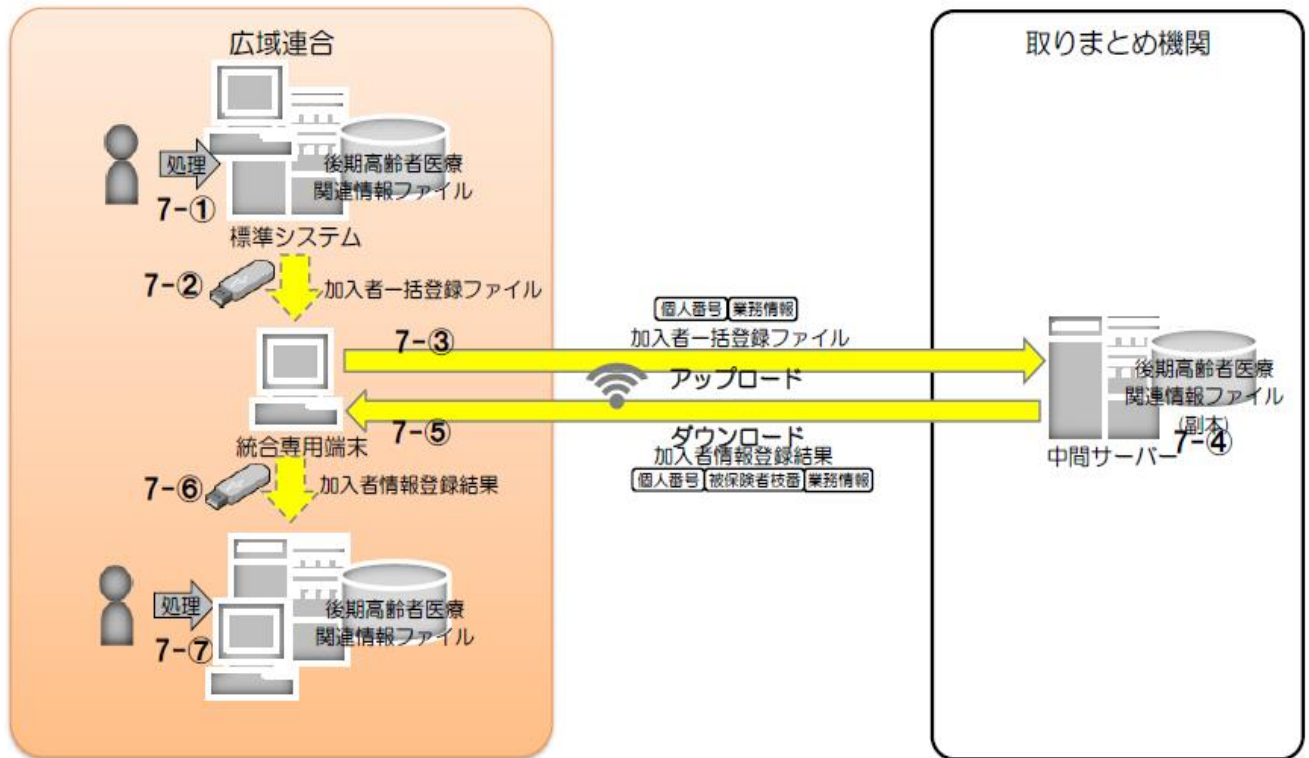 広域連合
処理
7-①
後期高齢者医療
関連情報ファイル
標準システム
7-②
加入者一括登録ファイル
統合専用端末
7-③
個人番号 業務情報
加入者一括登録ファイル
アップロード
7-⑤
ダウンロード
加入者情報登録結果
個人番号 被保険者枝番 業務情報
7-⑥
加入者情報登録結果
処理
7-⑦
後期高齢者医療
関連情報ファイル
取りまとめ機関
後期高齢者医療
関連情報ファイル
(副本)
7-④
中間サーバー